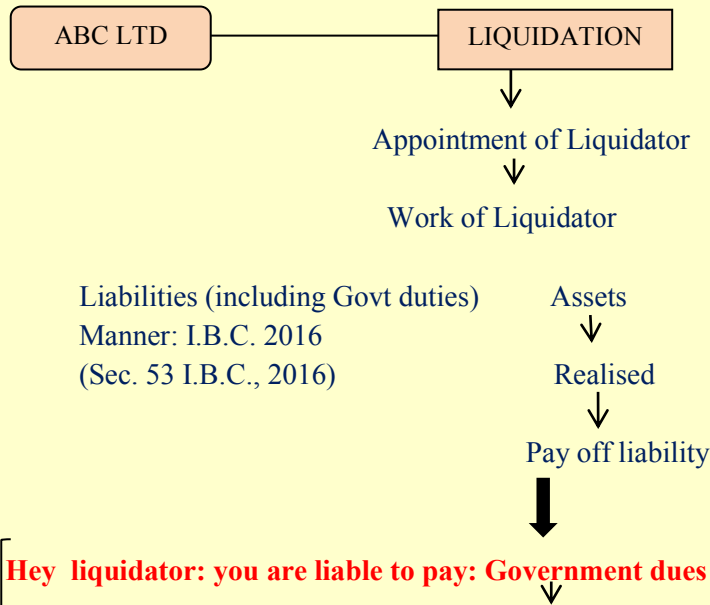 ABC LTD
LIQUIDATION
Appointment of Liquidator
Work of Liquidator
Liabilities (including Govt duties) Assets
Manner: I.B.C. 2016
(Sec. 53 I.B.C., 2016) Realised
Pay off liability
Hey liquidator: you are liable to pay: Government dues